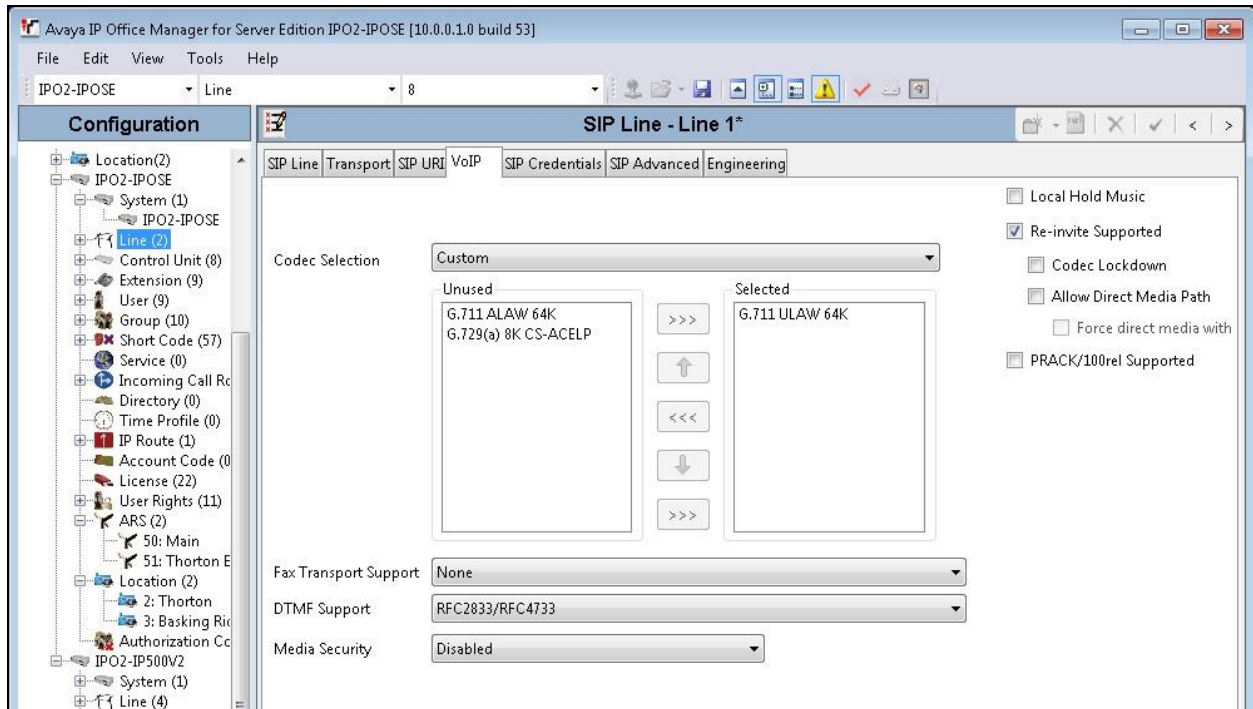 Avaya IP Office Manager for Server Edition IPO2-IPOSE [10.0.0.1.0 build 53]
File Edit View Tools Help
IPO2-IPOSE Line 8
Configuration
Location(2)
IPO2-IPOSE
System (1)
IPO2-IPOSE
Line (2)
Control Unit (8)
Extension (9)
User (9)
Group (10)
Short Code (57)
Service (0)
Incoming Call Ro
Directory (0)
Time Profile (0)
IP Route (1)
Account Code (0
License (22)
User Rights (11)
ARS (2)
50: Main
51: Thorton E
Location (2)
2: Thorton
3: Basking Ric
Authorization Cc
IPO2-IP500V2
System (1)
Line (4)
SIP Line - Line 1*
SIP Line Transport SIP URI VoIP SIP Credentials SIP Advanced Engineering
Codec Selection Custom
Unused Selected
G.711 ALAW 64K
G.729(a) 8K CS-ACELP
>>>
<<<
>>>
G.711 ULAW 64K
Fax Transport Support None
DTMF Support RFC2833/RFC4733
Media Security Disabled
Local Hold Music
Re-invite Supported
Codec Lockdown
Allow Direct Media Path
Force direct media with
PRACK/100rel Supported